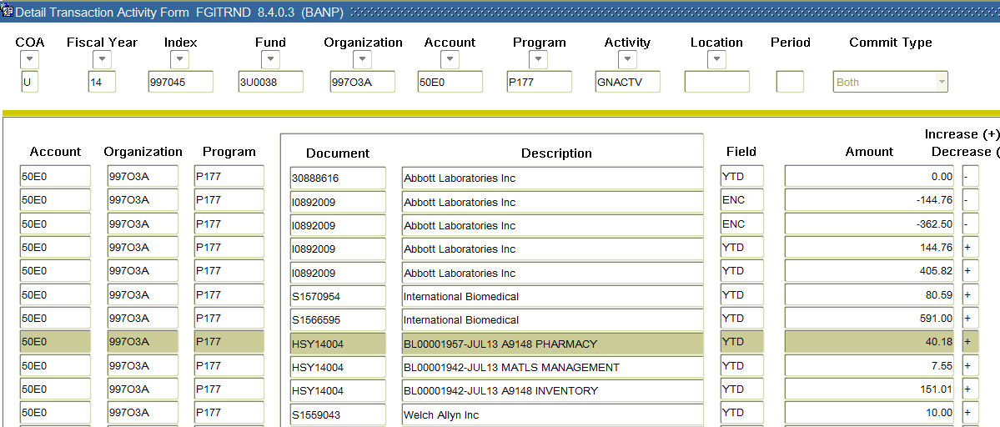 Detail Transaction Activity Form FGITRND 8.4.0.3 (BANP)
COA Fiscal Year Index Fund Organization Account Program Activity Location Period Commit Type
U 14 997045 3U0038 997O3A 50E0 P177 GNACTV Both
Increase (+)
Account Organization Program Document Description Field Amount Decrease (
50E0 997O3A P177 30888616 Abbott Laboratories Inc YTD 0.00 -
50E0 997O3A P177 I0892009 Abbott Laboratories Inc ENC -144.76 -
50E0 997O3A P177 I0892009 Abbott Laboratories Inc ENC -362.50 -
50E0 997O3A P177 I0892009 Abbott Laboratories Inc YTD 144.76 +
50E0 997O3A P177 I0892009 Abbott Laboratories Inc YTD 405.82 +
50E0 997O3A P177 S1570954 International Biomedical YTD 80.59 +
50E0 997O3A P177 S1566595 International Biomedical YTD 591.00 +
50E0 997O3A P177 HSY14004 BL00001957-JUL13 A9148 PHARMACY YTD 40.18 +
50E0 997O3A P177 HSY14004 BL00001942-JUL13 MATLS MANAGEMENT YTD 7.55 +
50E0 997O3A P177 HSY14004 BL00001942-JUL13 A9148 INVENTORY YTD 151.01 +
50E0 997O3A P177 S1559043 Welch Allyn Inc YTD 10.00 +